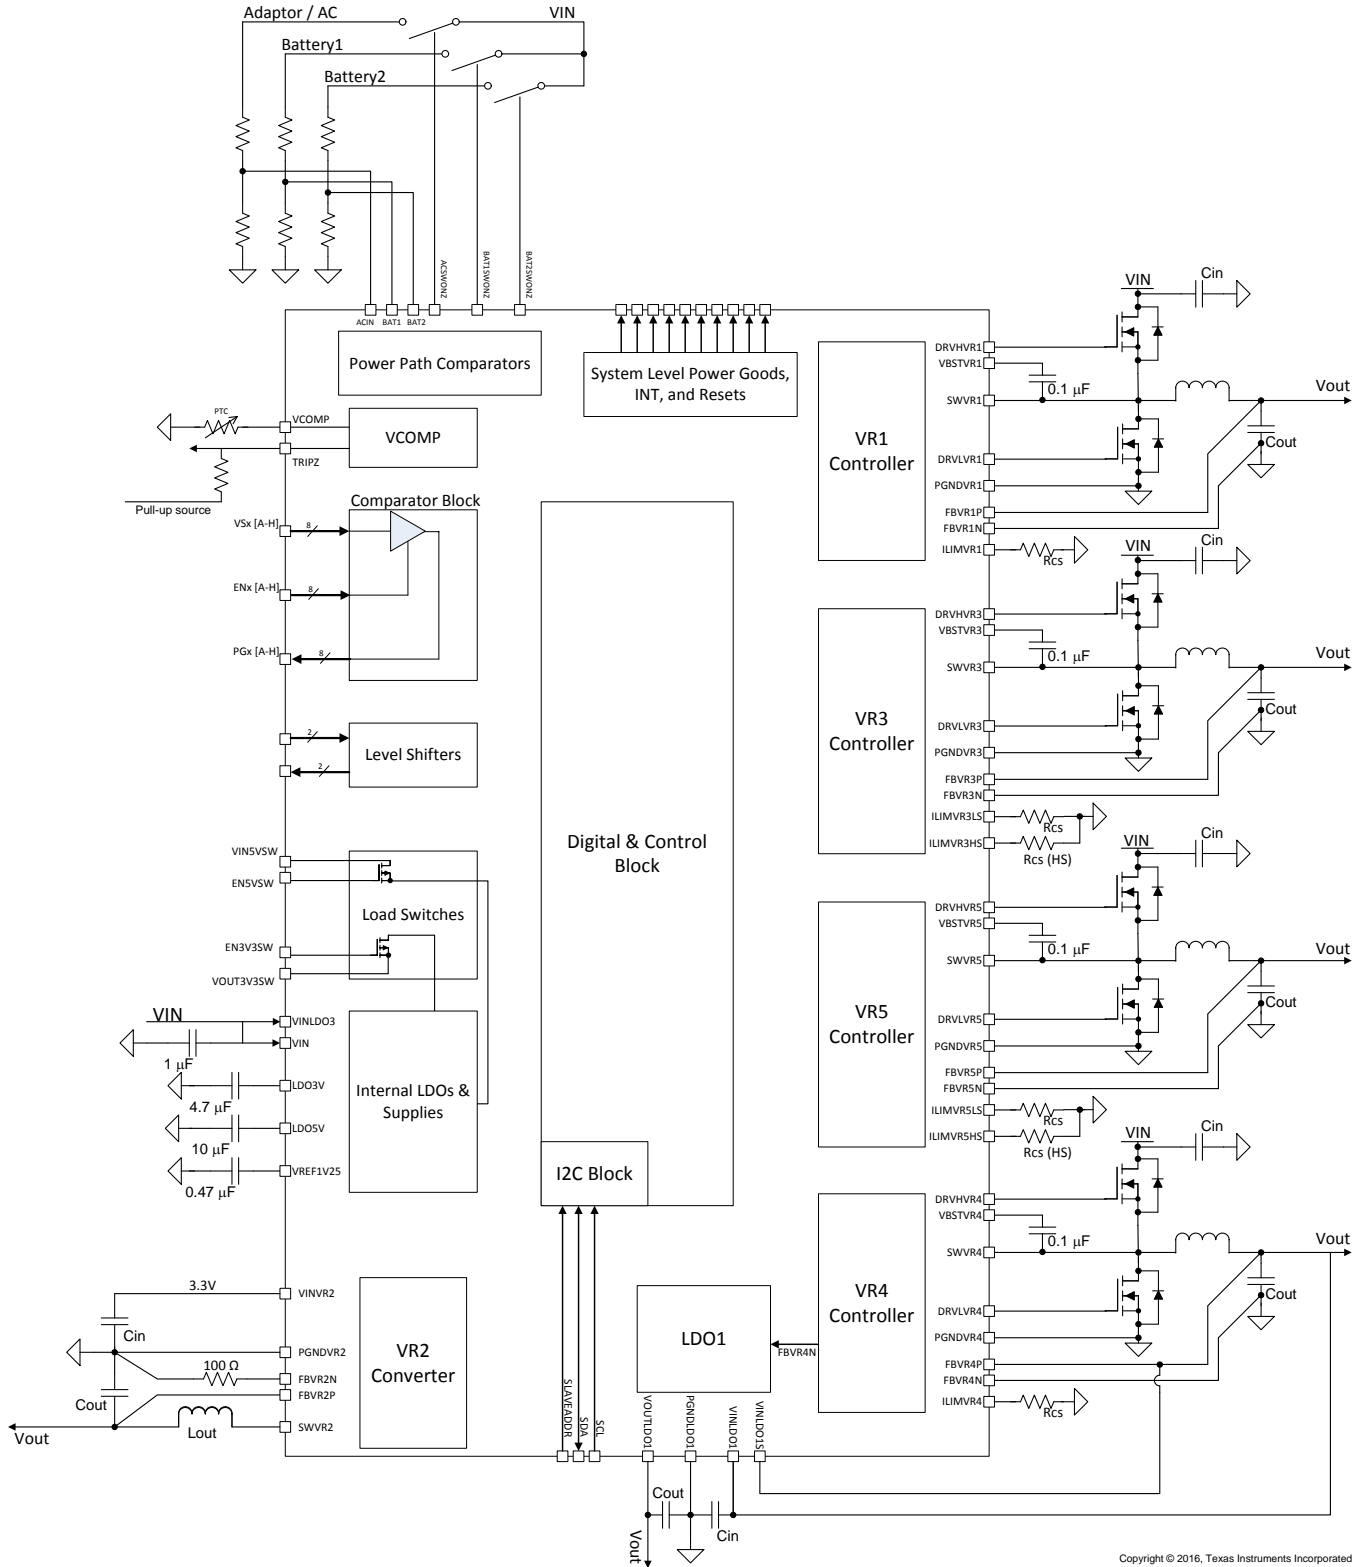 Adaptor / AC
VIN
Battery1
Battery2
ACSWONZ
BAT1SWONZ
BAT2SWONZ
ACIN
BAT1
BAT2
Power Path Comparators
System Level Power Goods,
INT, and Resets
PTC
VCOMP
VCOMP
TRIPZ
Pull-up source
Comparator Block
VSx [A-H]
8
ENx [A-H]
8
PGx [A-H]
8
2
2
Level Shifters
VIN5VSW
EN5VSW
Load Switches
EN3V3SW
VOUT3V3SW
VIN
VINLDO3
VIN
1 μF
LDO3V
4.7 μF
LDO5V
10 μF
VREF1V25
0.47 μF
Internal LDOs &
Supplies
Digital & Control
Block
I2C Block
SLAVEADDR
SDA
SCL
3.3V
VINVR2
Cin
PGNDVR2
100 Ω
FBVR2N
FBVR2P
Cout
SWVR2
Lout
Vout
VR2
Converter
LDO1
FBVR4N
VOUTLDO1
PGNDLDO1
VINLDO1
VINLDO1S
Cout
Cin
Vout
VR1
Controller
DRVHVR1
VBSTVR1
SWVR1
DRVLVR1
PGNDVR1
FBVR1P
FBVR1N
ILIMVR1
VIN
Cin
0.1 μF
Vout
Cout
Rcs
VR3
Controller
DRVHVR3
VBSTVR3
SWVR3
DRVLVR3
PGNDVR3
FBVR3P
FBVR3N
ILIMVR3LS
ILIMVR3HS
VIN
Cin
0.1 μF
Vout
Cout
Rcs
Rcs (HS)
VR5
Controller
DRVHVR5
VBSTVR5
SWVR5
DRVLVR5
PGNDVR5
FBVR5P
FBVR5N
ILIMVR5LS
ILIMVR5HS
VIN
Cin
0.1 μF
Vout
Cout
Rcs
Rcs (HS)
VR4
Controller
DRVHVR4
VBSTVR4
SWVR4
DRVLVR4
PGNDVR4
FBVR4P
FBVR4N
ILIMVR4
VIN
Cin
0.1 μF
Vout
Cout
Rcs
Copyright © 2016, Texas Instruments Incorporated